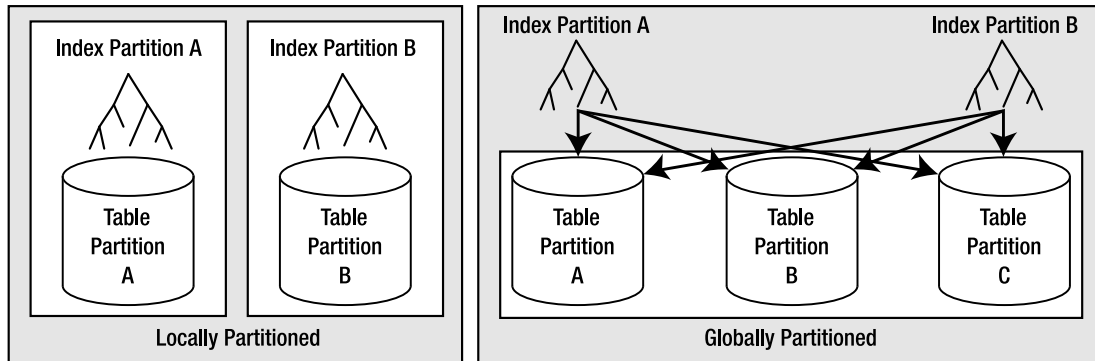 Index Partition A
Index Partition B
Table
Partition
A
Table
Partition
B
Locally Partitioned
Index Partition A
Index Partition B
Table
Partition
A
Table
Partition
B
Table
Partition
C
Globally Partitioned